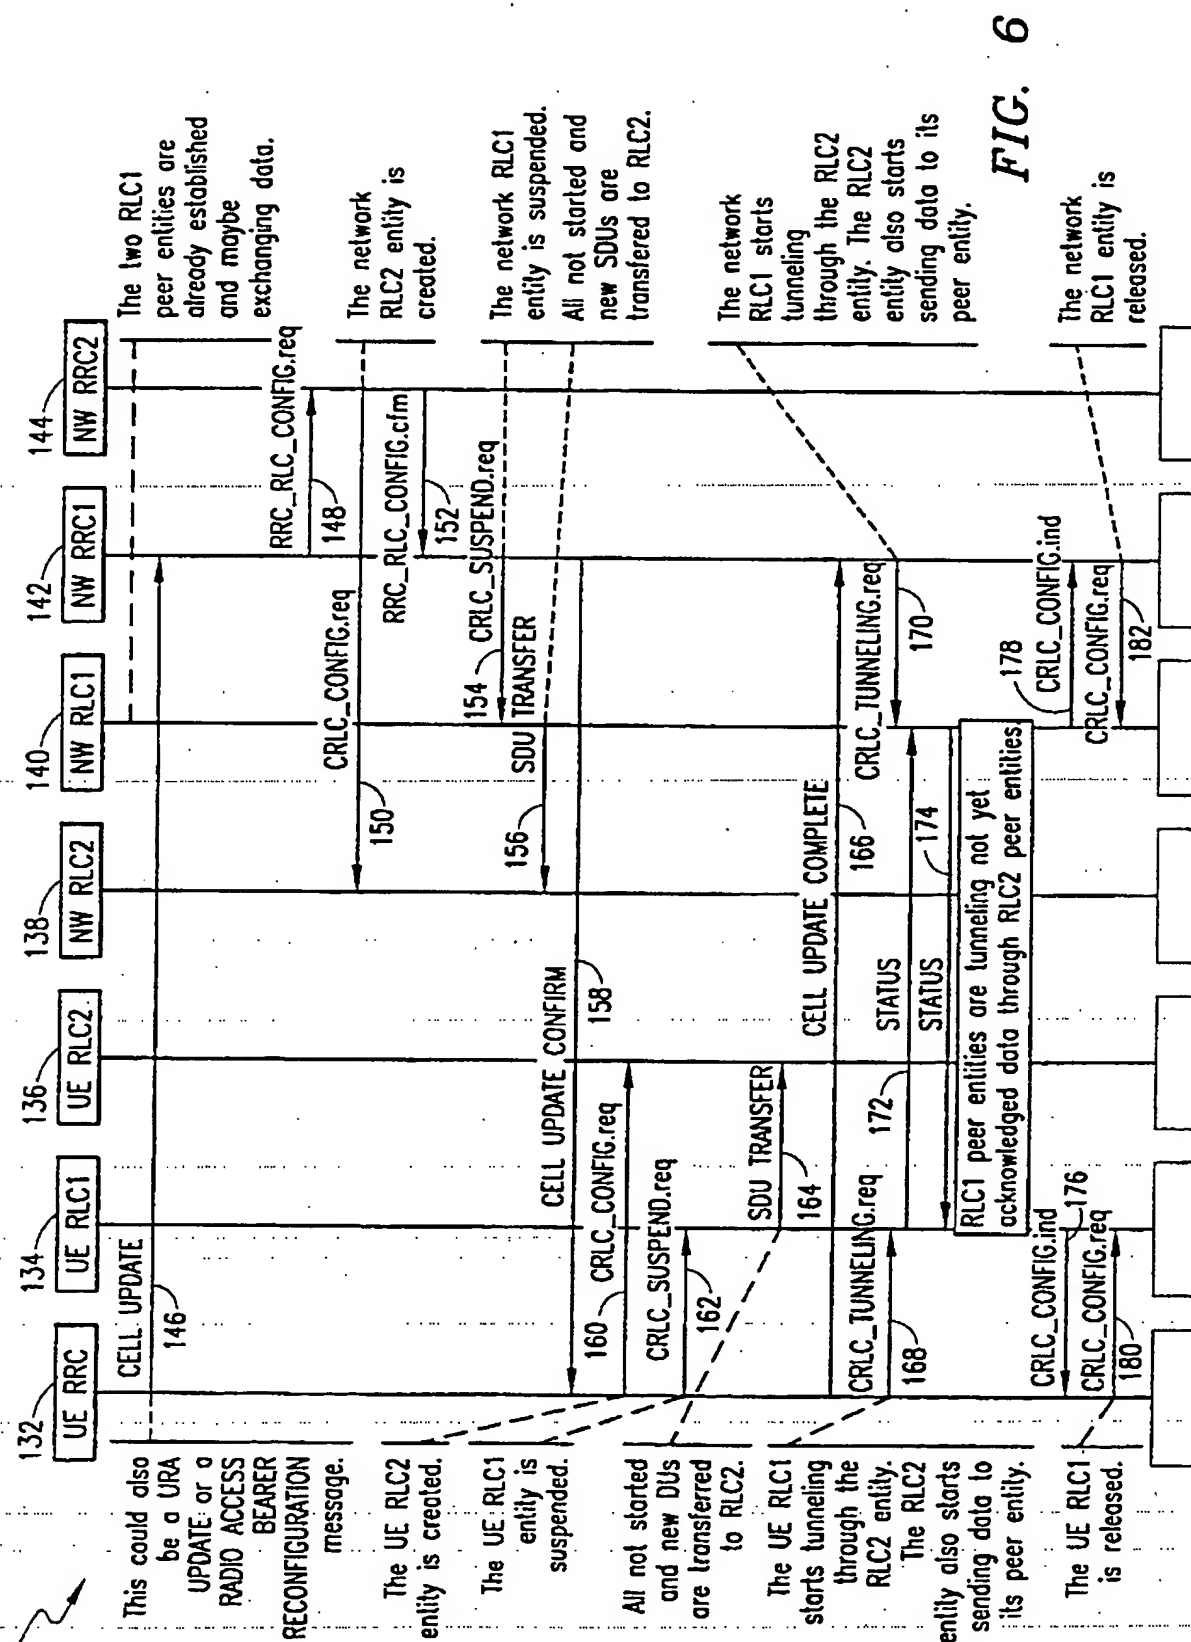 132
134
136
138
140
142
144
UE RRC
UE RLC1
UE RLC2
NW RLC2
NW RLC1
NW RRC1
NW RRC2
This could also
be a URA
UPDATE or a
RADIO ACCESS
BEARER
RECONFIGURATION
message.
CELL UPDATE
146
The two RLC1
peer entities are
already established
and maybe
exchanging data.
RRC_RLC_CONFIG.req
148
CRLC_CONFIG.req
150
The network
RLC2 entity is
created.
RRC_RLC_CONFIG.cfm
152
154
CRLC_SUSPEND.req
The network RLC1
entity is suspended.
All not started and
new SDUs are
transfered to RLC2.
SDU TRANSFER
156
CELL UPDATE CONFIRM
158
The UE RLC2
entity is created.
160
CRLC_CONFIG.req
The UE RLC1
entity is
suspended.
CRLC_SUSPEND.req
162
All not started
and new DUs
are transferred
to RLC2.
SDU TRANSFER
164
CELL UPDATE COMPLETE
166
The UE RLC1
starts tunneling
through the
RLC2 entity.
The RLC2
entity also starts
sending data to
its peer entity.
CRLC_TUNNELING.req
168
CRLC_TUNNELING.req
170
The network
RLC1 starts
tunneling
through the RLC2
entity. The RLC2
entity also starts
sending data to its
peer entity.
172
STATUS
STATUS
174
RLC1 peer entities are tunneling not yet
acknowledged data through RLC2 peer entities.
CRLC_CONFIG.ind
176
178
CRLC_CONFIG.ind
The UE RLC1
is released.
CRLC_CONFIG.req
180
CRLC_CONFIG.req
182
The network
RLC1 entity is
released.
FIG. 6